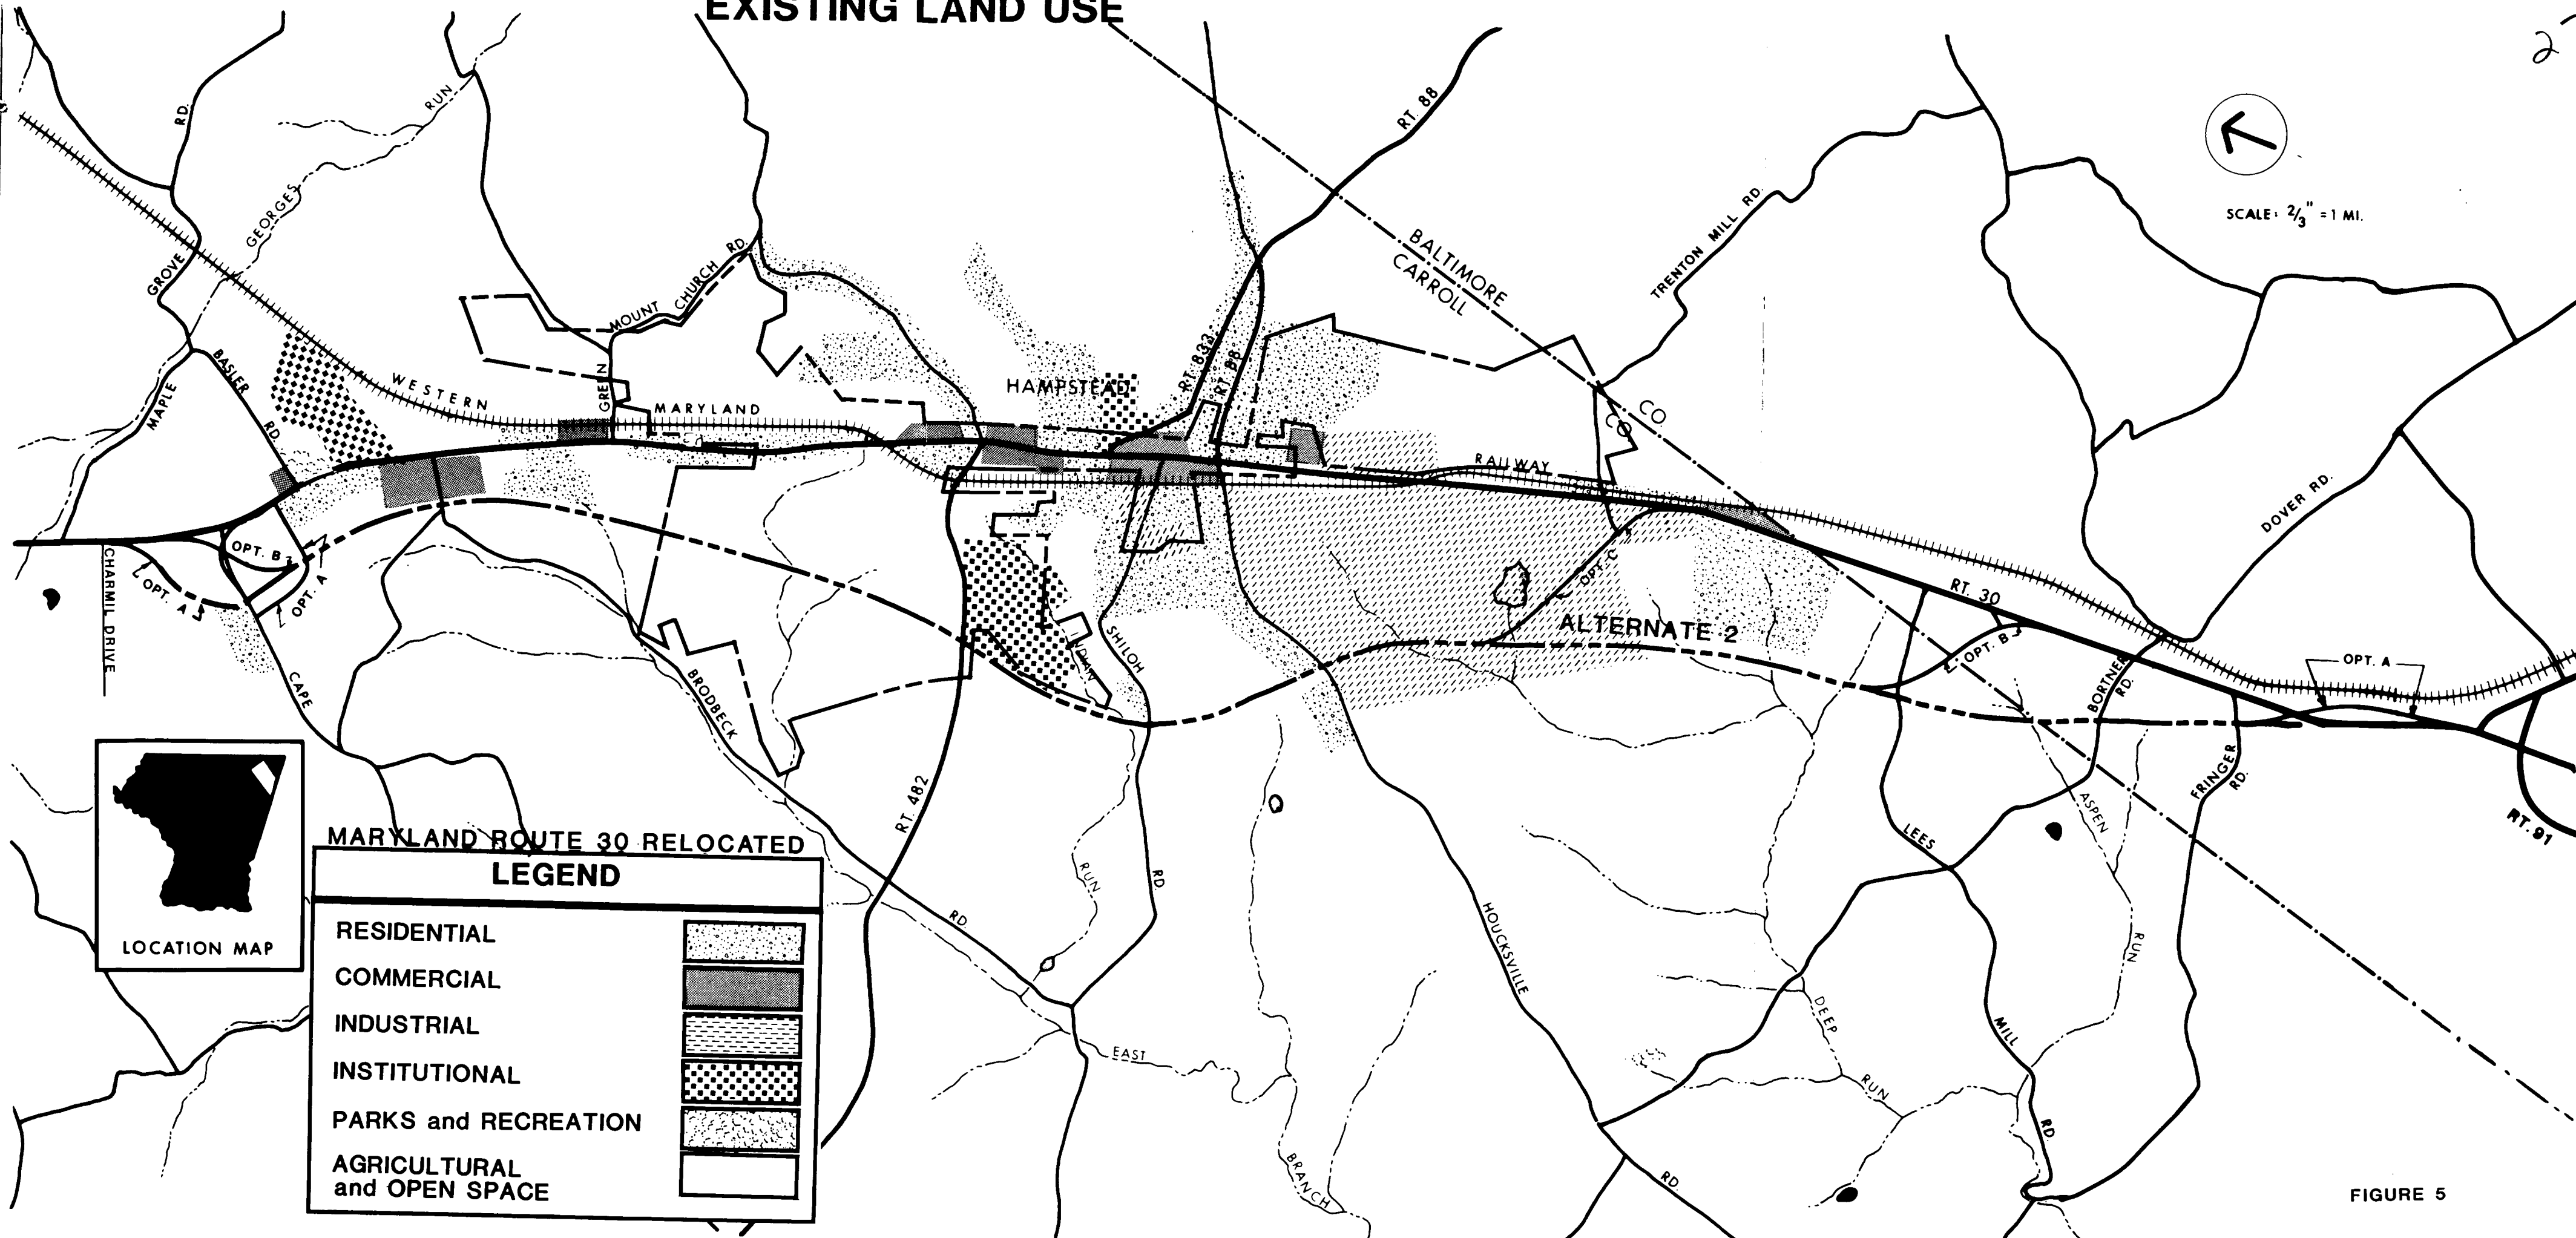 EXISTING LAND USE
2
SCALE: 2/3" = 1 MI.
RD.
GROVE
MAPLE
GEORGES
RUN
BASLER
RD.
WESTERN
MARYLAND
RAILWAY
GREEN
MOUNT
CHURCH
RD.
HAMPSTEAD
RT. 833
RT. 88
RT. 88
BALTIMORE
CARROLL
CO.
CO.
TRENTON MILL RD.
DOVER RD.
RT. 30
OPT. B
OPT. A
OPT. A
CHARMIL DRIVE
CAPE
BRODBECK
RD
RT. 482
INDIAN
RUN
SHILOH
RD.
OPT. C
ALTERNATE 2
OPT. B
BORTNER
RD.
OPT. A
FRINGER
RD.
RT. 91
ASPEN
RUN
LEES
MILL
RD.
HOUCKSVILLE
RD.
DEEP
RUN
EAST
BRANCH
LOCATION MAP
MARYLAND ROUTE 30 RELOCATED
LEGEND
RESIDENTIAL
COMMERCIAL
INDUSTRIAL
INSTITUTIONAL
PARKS and RECREATION
AGRICULTURAL
and OPEN SPACE
FIGURE 5